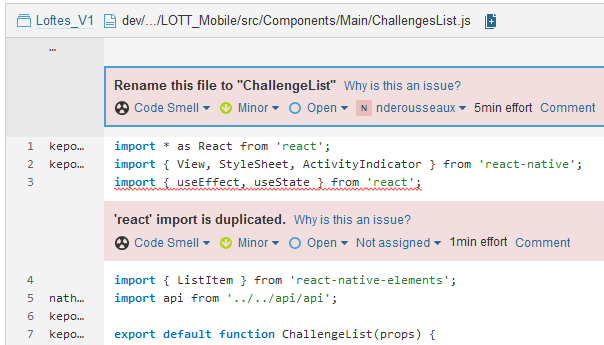 Loftes_V1 dev/.../LOTT_Mobile/src/Components/Main/ChallengesList.js
...
Rename this file to "ChallengeList" Why is this an issue?
Code Smell Minor Open N nderousseaux 5min effort Comment
1 kepo... import * as React from 'react';
2 kepo... import { View, StyleSheet, ActivityIndicator } from 'react-native';
3 import { useEffect, useState } from 'react';
'react' import is duplicated. Why is this an issue?
Code Smell Minor Open Not assigned 1min effort Comment
4 import { ListItem } from 'react-native-elements';
5 nath... import api from '../../api/api';
6 kepo...
7 kepo... export default function ChallengeList(props) {